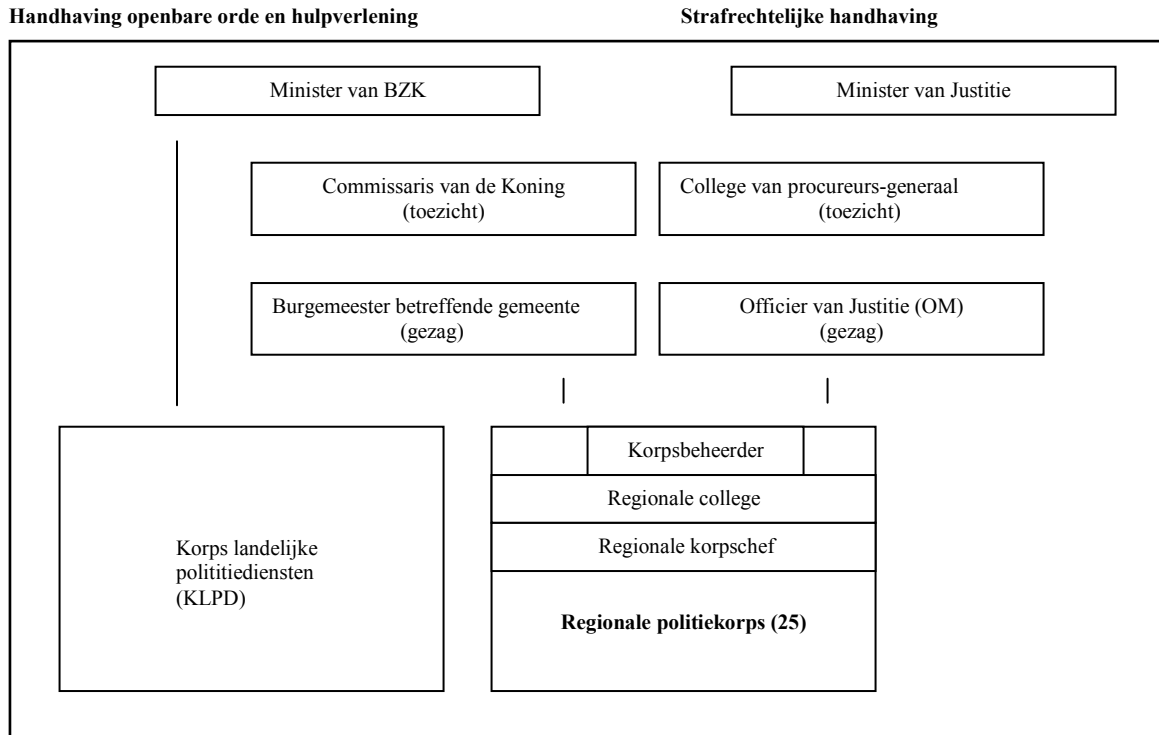 Handhaving openbare orde en hulpverlening
Strafrechtelijke handhaving
Minister van BZK
Minister van Justitie
Commissaris van de Koning
(toezicht)
College van procureurs-generaal
(toezicht)
Burgemeester betreffende gemeente
(gezag)
Officier van Justitie (OM)
(gezag)
Korps landelijke
polititiediensten
(KLPD)
Korpsbeheerder
Regionale college
Regionale korpschef
Regionale politiekorps (25)